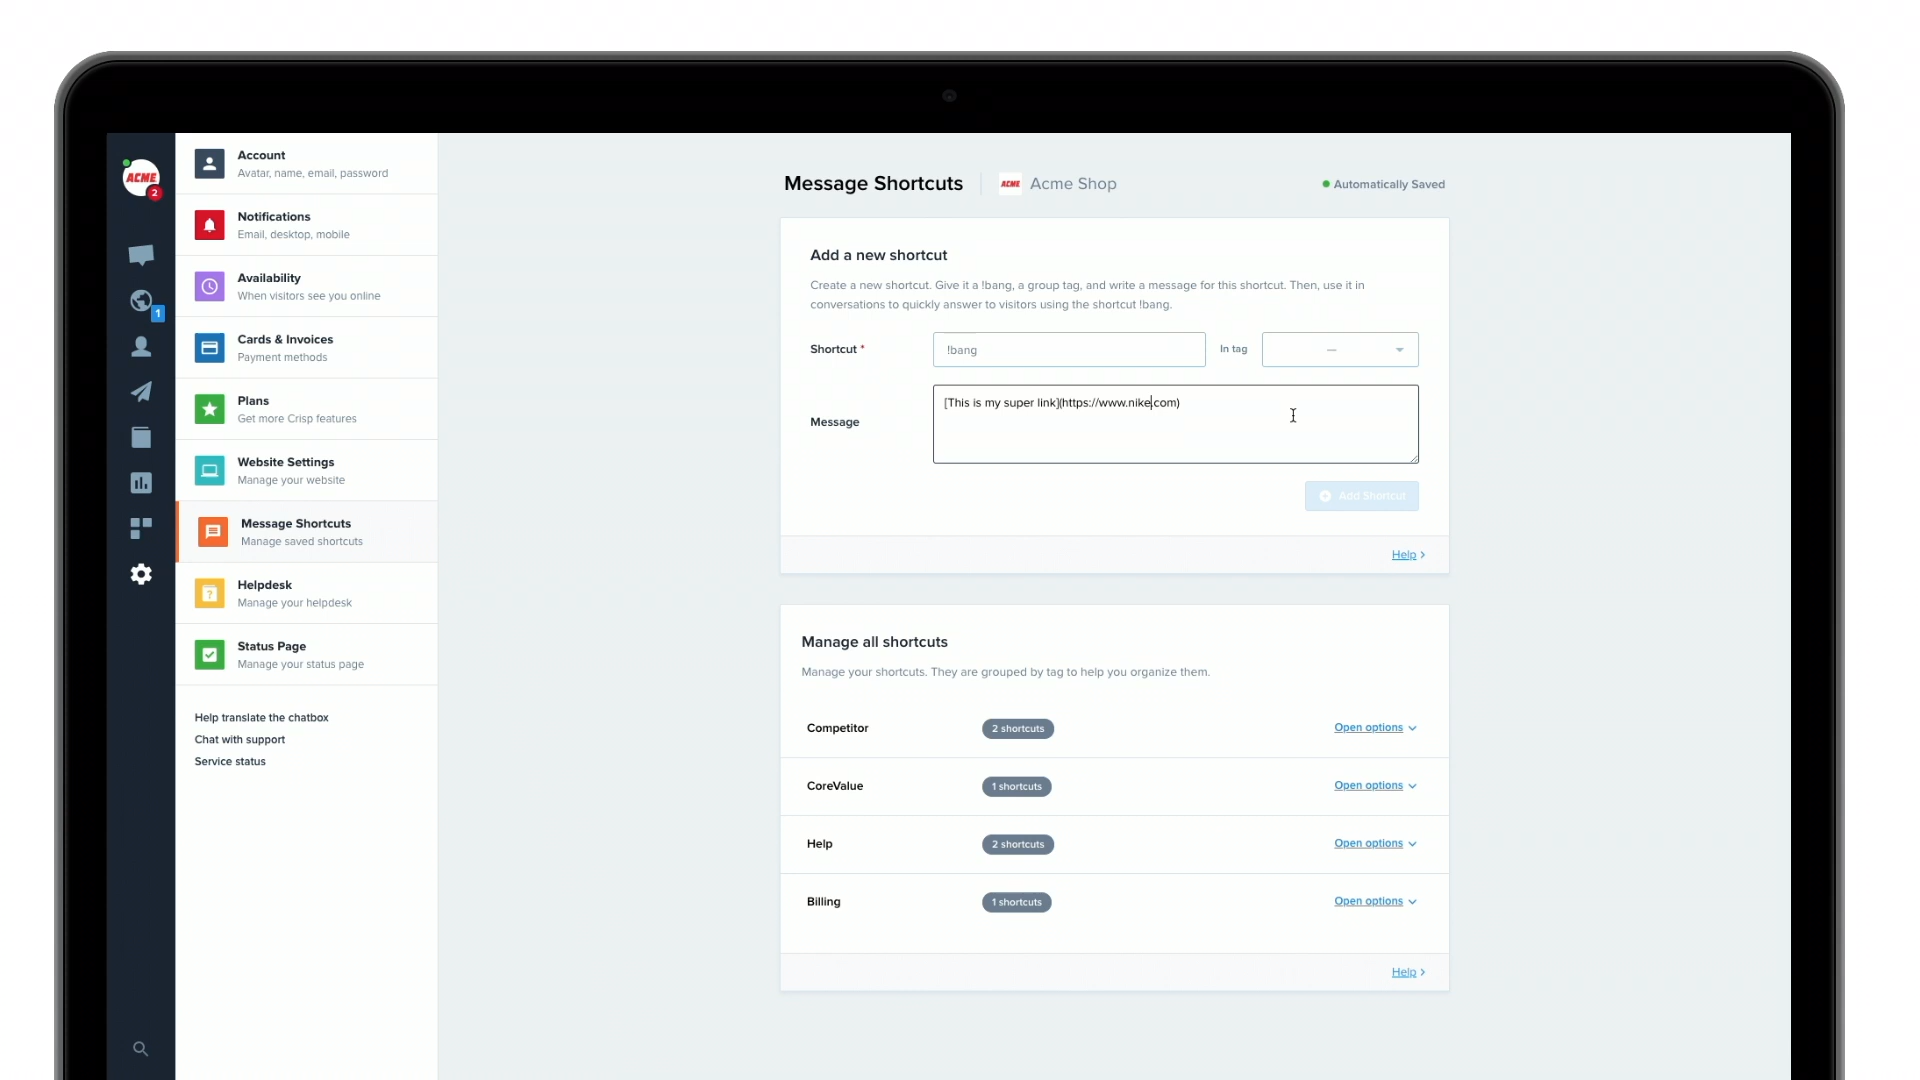 ACME
2
1
Account
Avatar, name, email, password
Notifications
Email, desktop, mobile
Availability
When visitors see you online
Cards & Invoices
Payment methods
Plans
Get more Crisp features
Website Settings
Manage your website
Message Shortcuts
Manage saved shortcuts
Helpdesk
Manage your helpdesk
Status Page
Manage your status page
Help translate the chatbox
Chat with support
Service status
Message Shortcuts
ACME Acme Shop
Automatically Saved
Add a new shortcut
Create a new shortcut. Give it a !bang, a group tag, and write a message for this shortcut. Then, use it in
conversations to quickly answer to visitors using the shortcut !bang.
Shortcut * !bang In tag —
Message [This is my super link](https://www.nike.com)
Add Shortcut
Help ›
Manage all shortcuts
Manage your shortcuts. They are grouped by tag to help you organize them.
Competitor 2 shortcuts Open options
CoreValue 1 shortcuts Open options
Help 2 shortcuts Open options
Billing 1 shortcuts Open options
Help ›